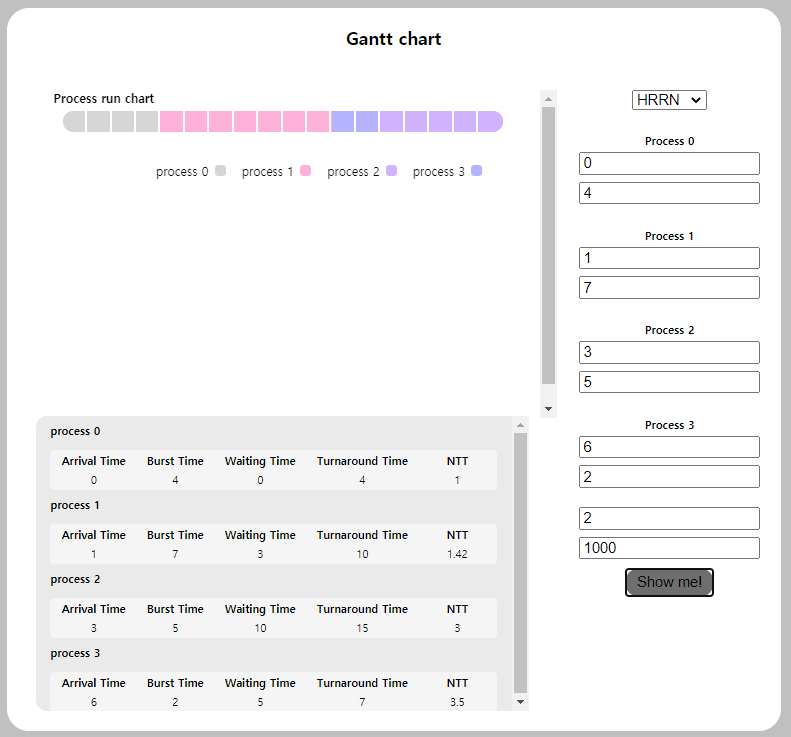 Gantt chart
Process run chart
process 0 process 1 process 2 process 3
HRRN
Process 0
0
4
Process 1
1
7
Process 2
3
5
Process 3
6
2
2
1000
Show me!
process 0
Arrival Time Burst Time Waiting Time Turnaround Time NTT
0 4 0 4 1
process 1
Arrival Time Burst Time Waiting Time Turnaround Time NTT
1 7 3 10 1.42
process 2
Arrival Time Burst Time Waiting Time Turnaround Time NTT
3 5 10 15 3
process 3
Arrival Time Burst Time Waiting Time Turnaround Time NTT
6 2 5 7 3.5